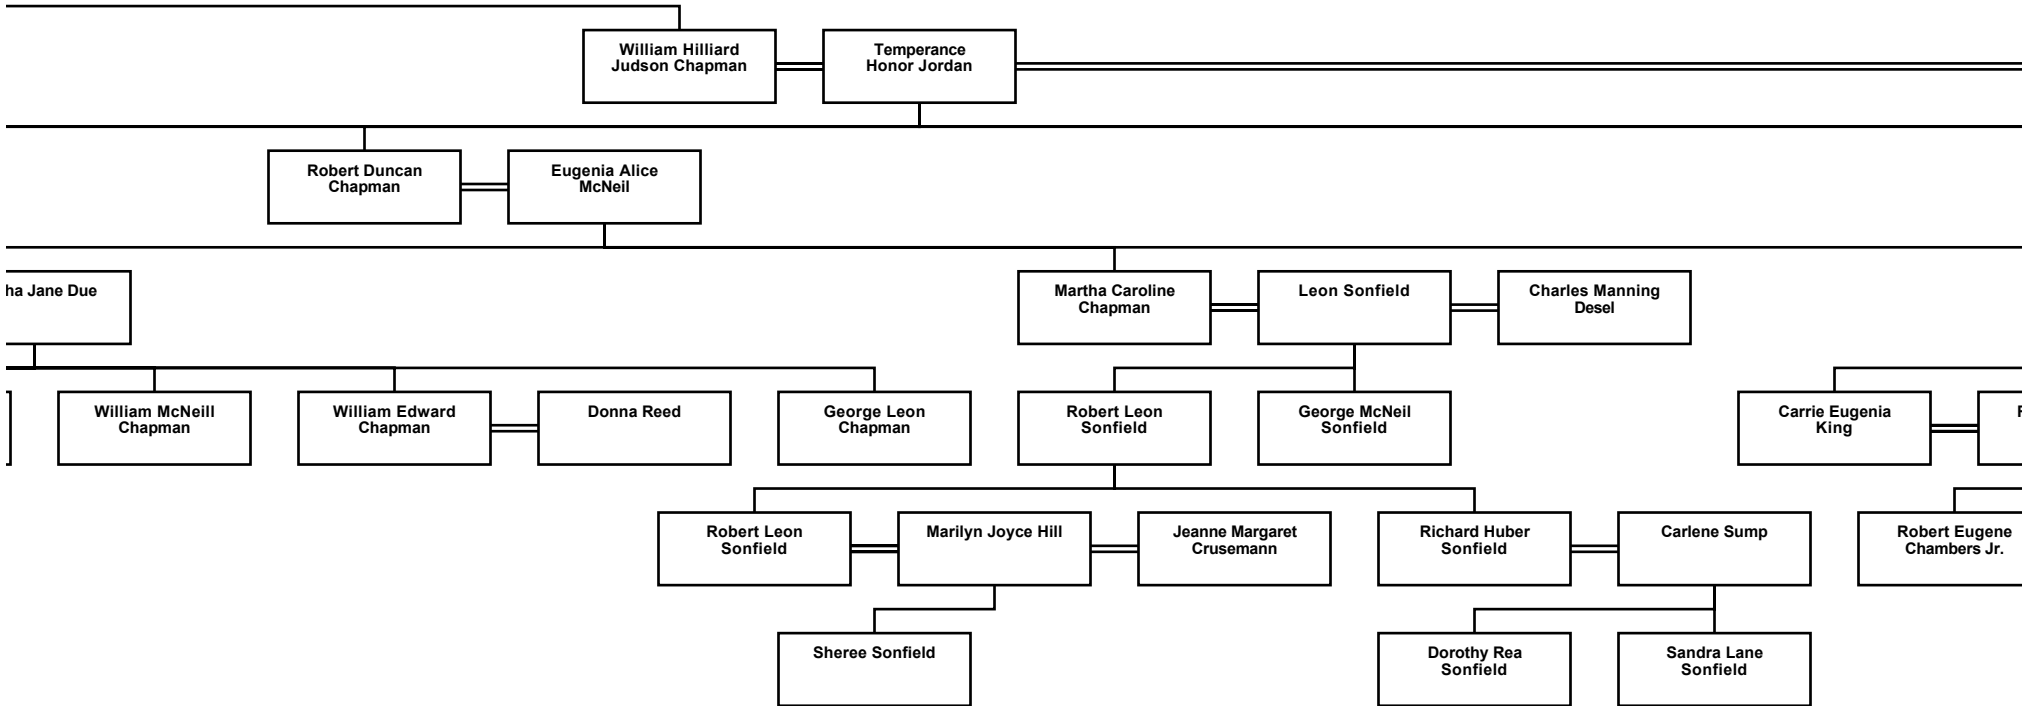 William Hilliard
Judson Chapman
Temperance
Honor Jordan
Robert Duncan
Chapman
Eugenia Alice
McNeil
ha Jane Due
Martha Caroline
Chapman
Leon Sonfield
Charles Manning
Desel
William McNeill
Chapman
William Edward
Chapman
Donna Reed
George Leon
Chapman
Robert Leon
Sonfield
George McNeil
Sonfield
Carrie Eugenia
King
Robert Leon
Sonfield
Marilyn Joyce Hill
Jeanne Margaret
Crusemann
Richard Huber
Sonfield
Carlene Sump
Robert Eugene
Chambers Jr.
Sheree Sonfield
Dorothy Rea
Sonfield
Sandra Lane
Sonfield